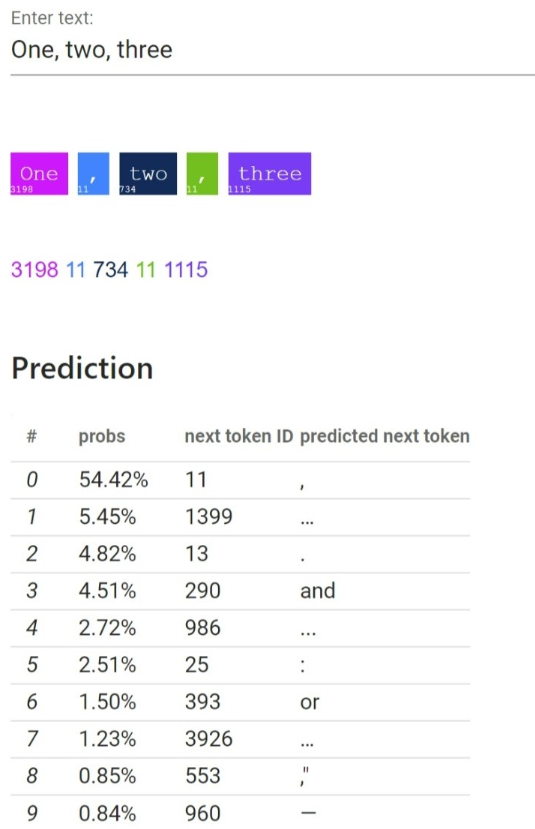 Enter text:
One, two, three
One , two , three
3198 11 734 11 1115
3198 11 734 11 1115
Prediction
# probs next token ID predicted next token
0 54.42% 11 ,
1 5.45% 1399 ...
2 4.82% 13 .
3 4.51% 290 and
4 2.72% 986 ...
5 2.51% 25 :
6 1.50% 393 or
7 1.23% 3926 ...
8 0.85% 553 ,"
9 0.84% 960 —